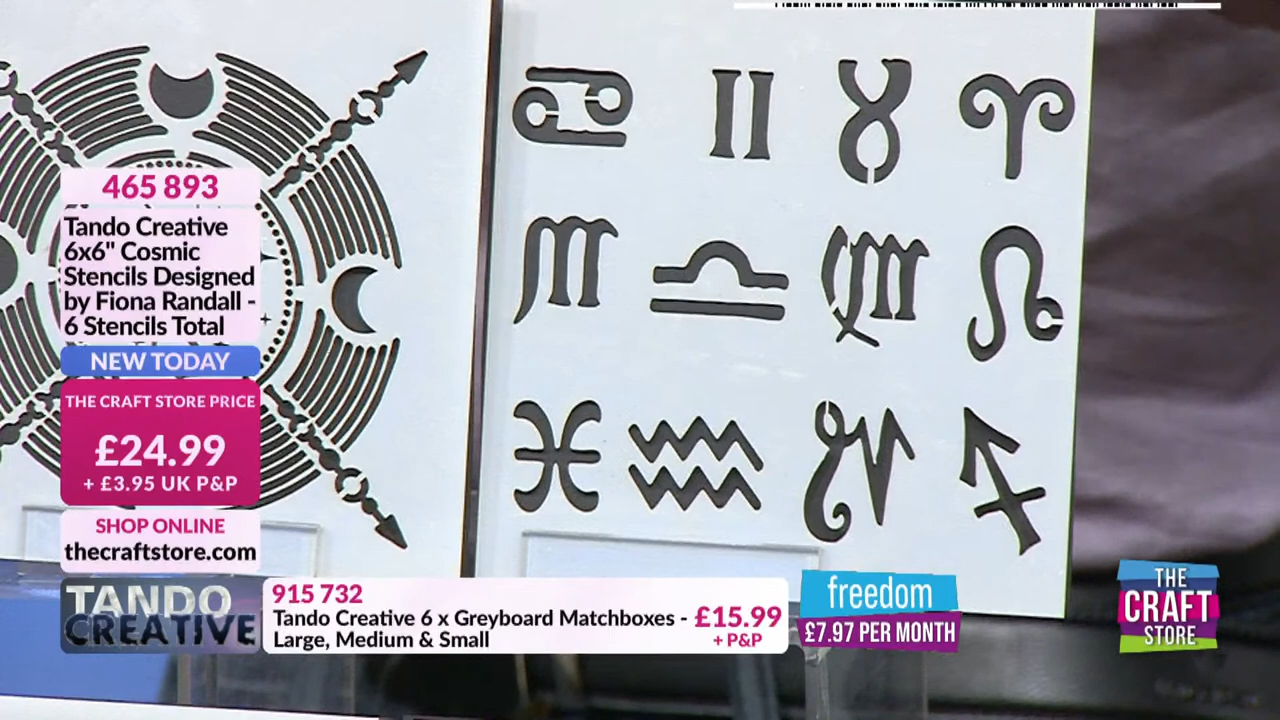 465 893
Tando Creative
6x6" Cosmic
Stencils Designed
by Fiona Randall -
6 Stencils Total
NEW TODAY
THE CRAFT STORE PRICE
£24.99
+ £3.95 UK P&P
SHOP ONLINE
thecraftstore.com
TANDO
CREATIVE
915 732
Tando Creative 6 x Greyboard Matchboxes -
Large, Medium & Small
£15.99
+ P&P
freedom
£7.97 PER MONTH
THE
CRAFT
STORE